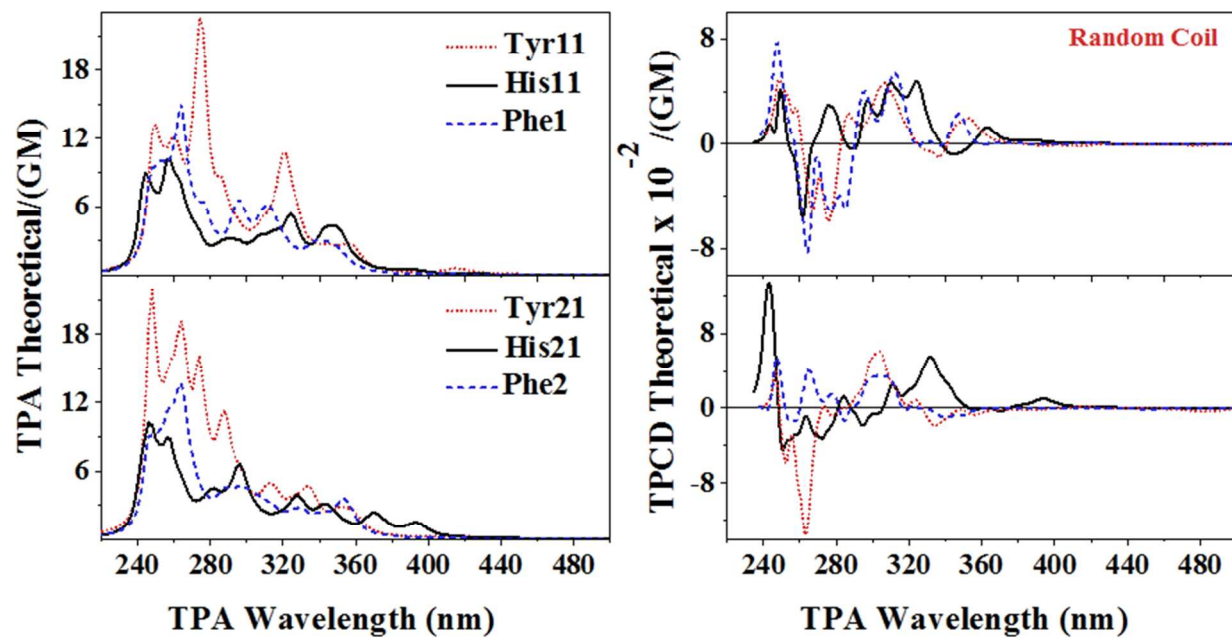 TPA Theoretical/(GM)
18
12
6
Tyr11
His11
Phe1
18
12
6
Tyr21
His21
Phe2
240 280 320 360 400 440 480
TPA Wavelength (nm)
TPCD Theoretical x 10 -2 /(GM)
8
0
-8
Random Coil
8
0
-8
240 280 320 360 400 440 480
TPA Wavelength (nm)